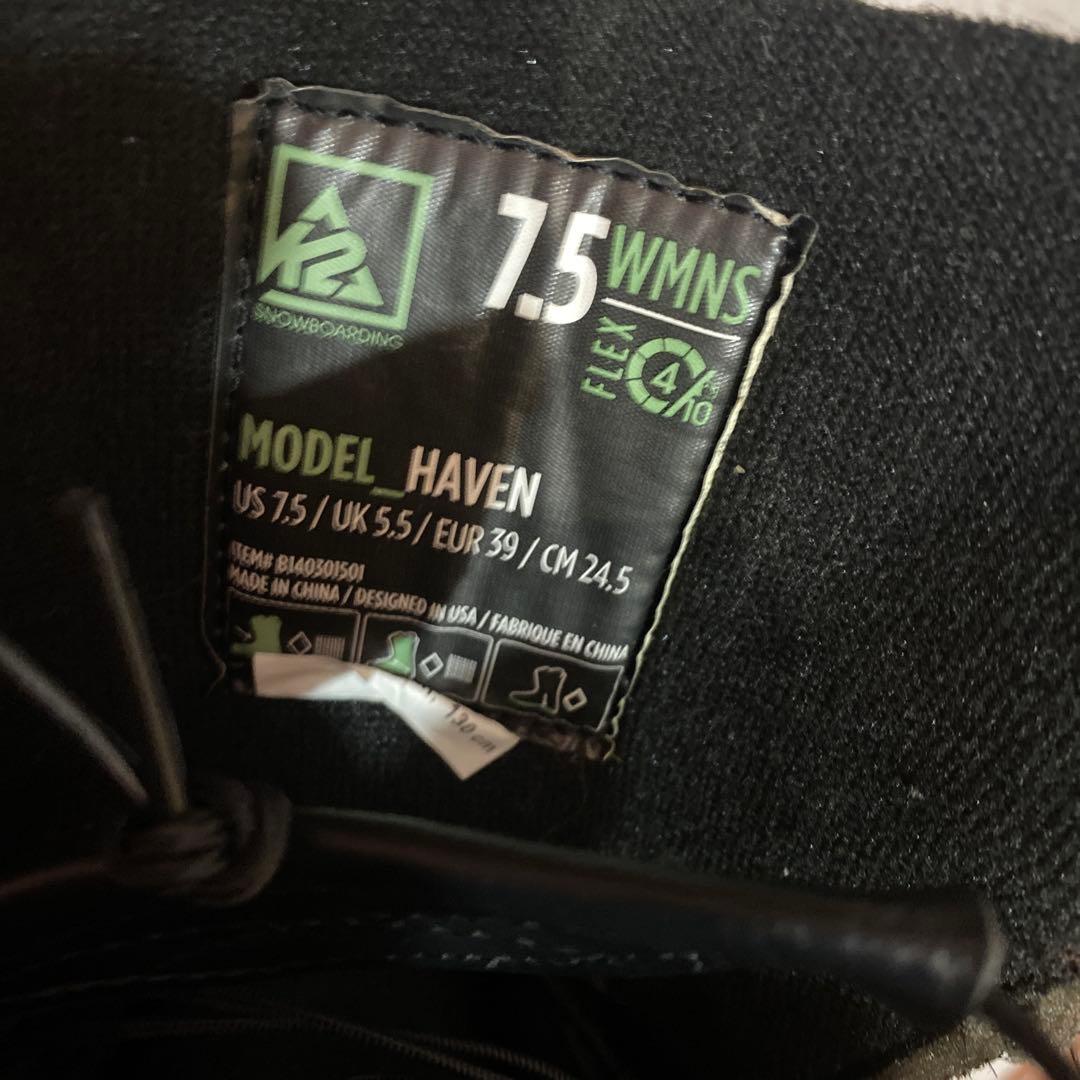 K2
SNOWBOARDING
7.5 WMNS
FLEX 4/10
MODEL_HAVEN
US 7.5 / UK 5.5 / EUR 39 / CM 24.5
ITEM# B140301501
MADE IN CHINA / DESIGNED IN USA / FABRIQUE EN CHINA
cm